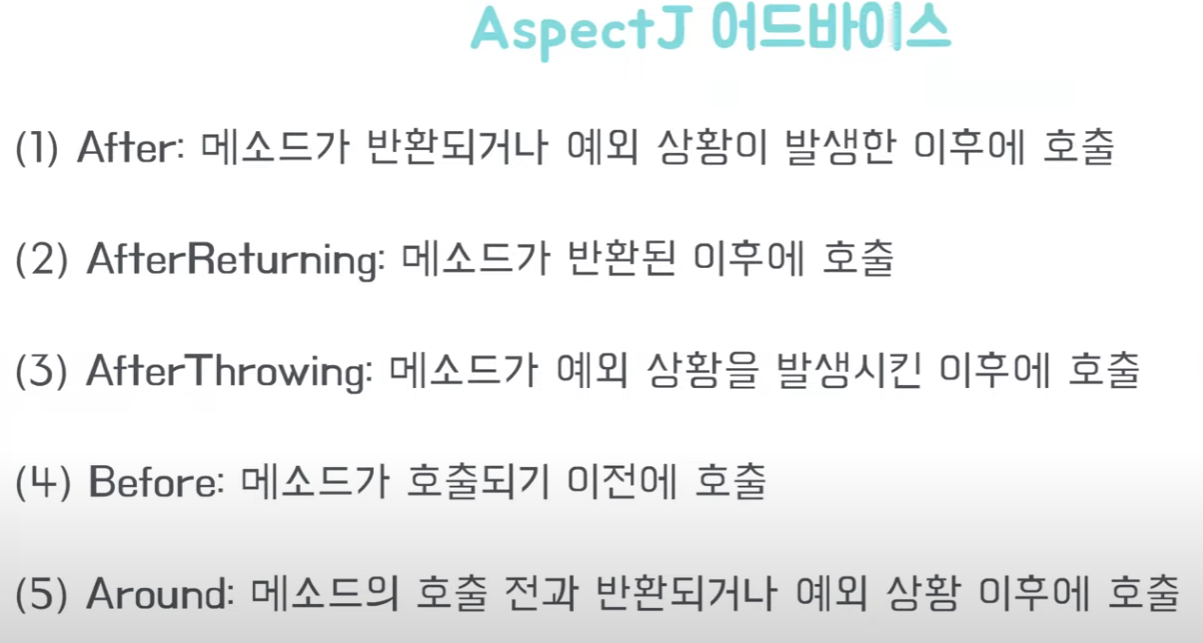 AspectJ 어드바이스
(1) After: 메소드가 반환되거나 예외 상황이 발생한 이후에 호출
(2) AfterReturning: 메소드가 반환된 이후에 호출
(3) AfterThrowing: 메소드가 예외 상황을 발생시킨 이후에 호출
(4) Before: 메소드가 호출되기 이전에 호출
(5) Around: 메소드의 호출 전과 반환되거나 예외 상황 이후에 호출